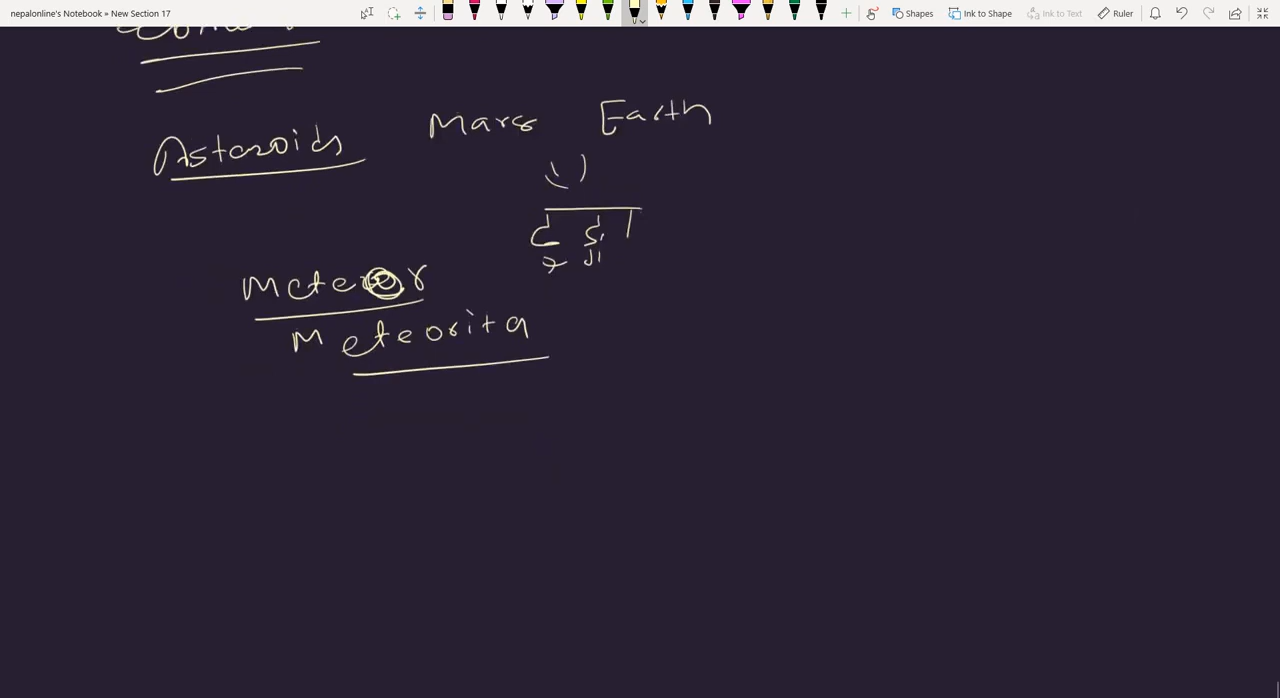 nepalonline's Notebook » New Section 17
Shapes Ink to Shape Ink to Text Ruler
Asteroids Mars Earth
Meteor
Meteorita